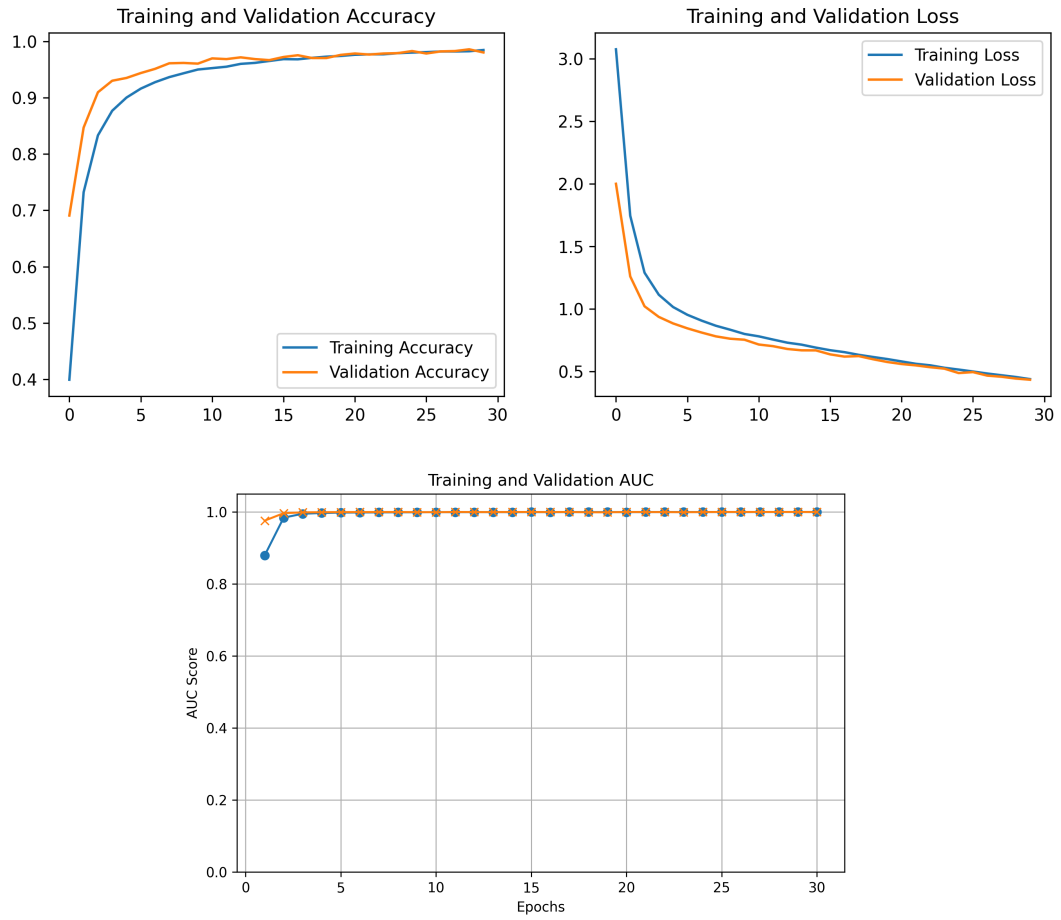 Training and Validation Accuracy
1.0
0.9
0.8
0.7
0.6
0.5
0.4
Training Accuracy
Validation Accuracy
0 5 10 15 20 25 30
Training and Validation Loss
Training Loss
Validation Loss
3.0
2.5
2.0
1.5
1.0
0.5
0 5 10 15 20 25 30
Training and Validation AUC
AUC Score
1.0
0.8
0.6
0.4
0.2
0.0
0 5 10 15 20 25 30
Epochs